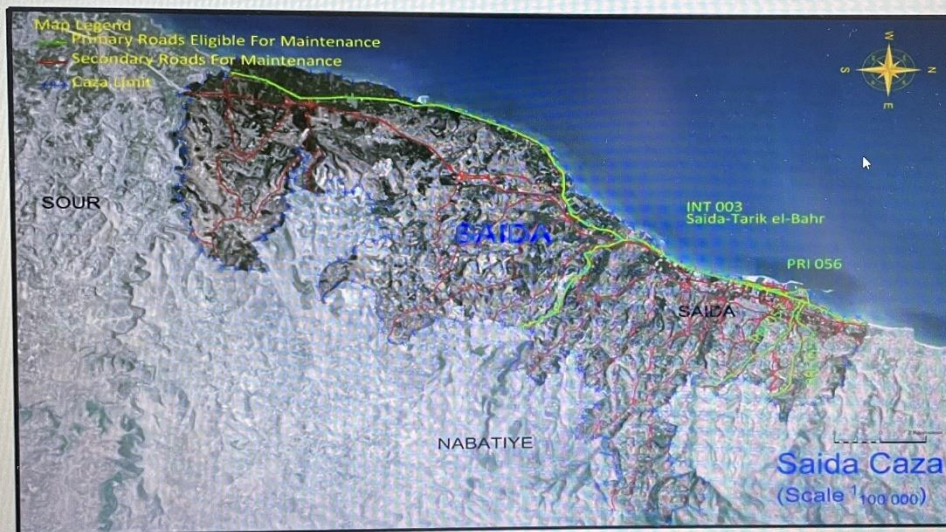 Map Legend
Primary Roads Eligible For Maintenance
Secondary Roads For Maintenance
Caza Limit
W
S
N
E
SOUR
INT 003
Saida-Tarik el-Bahr
SAIDA
PRI 056
SAIDA
NABATIYE
Saida Caza
(Scale 1/100 000)